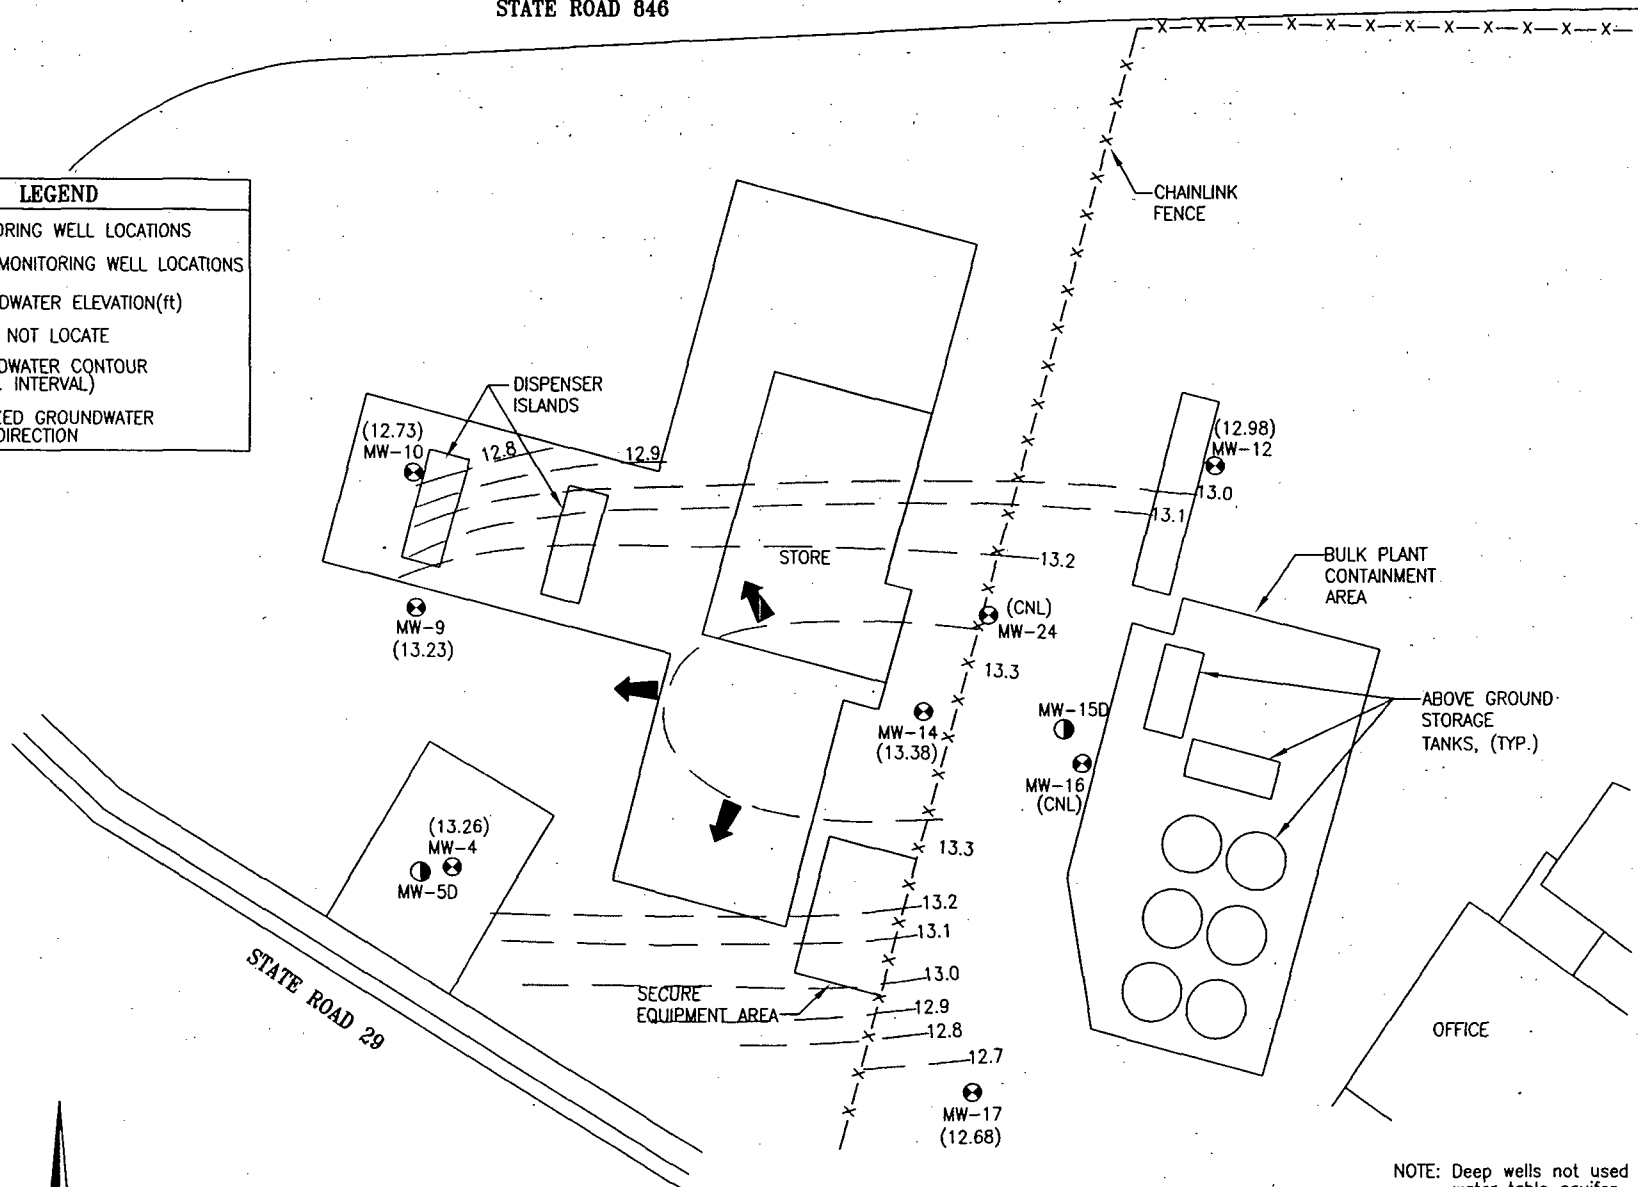 STATE ROAD 846
LEGEND
ORING WELL LOCATIONS
MONITORING WELL LOCATIONS
DWATER ELEVATION(ft)
NOT LOCATE
DWATER CONTOUR
INTERVAL)
ED GROUNDWATER
DIRECTION
CHAINLINK
FENCE
DISPENSER
ISLANDS
(12.73)
MW-10
12.8
12.9
(12.98)
MW-12
13.0
13.1
13.2
STORE
BULK PLANT
CONTAINMENT
AREA
MW-9
(13.23)
(CNL)
MW-24
13.3
MW-14
(13.38)
MW-15D
MW-16
(CNL)
ABOVE GROUND
STORAGE
TANKS, (TYP.)
(13.26)
MW-4
MW-5D
13.3
13.2
13.1
13.0
12.9
12.8
12.7
SECURE
EQUIPMENT AREA
STATE ROAD 29
OFFICE
MW-17
(12.68)
NOTE: Deep wells not used
water table aquifer